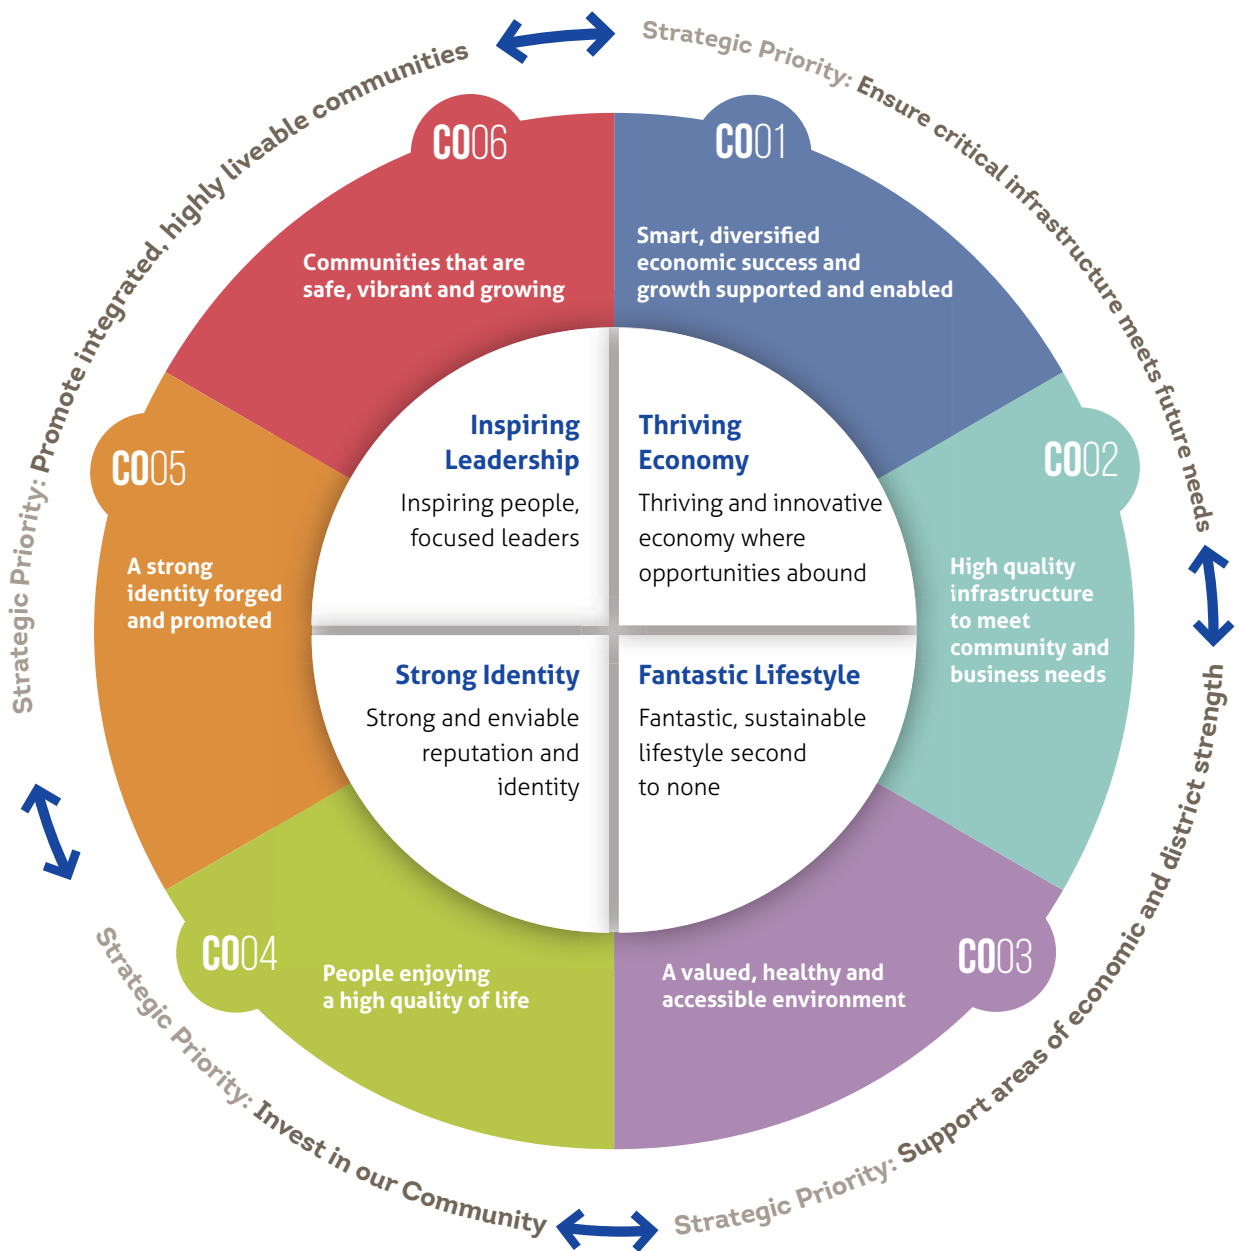 Strategic Priority: Ensure critical infrastructure meets future needs
Strategic Priority: Support areas of economic and district strength
Strategic Priority: Invest in our Community
Strategic Priority: Promote integrated, highly liveable communities
CO01
Smart, diversified
economic success and
growth supported and enabled
CO02
High quality
infrastructure
to meet
community and
business needs
CO03
A valued, healthy and
accessible environment
CO04
People enjoying
a high quality of life
CO05
A strong
identity forged
and promoted
CO06
Communities that are
safe, vibrant and growing
Inspiring
Leadership
Inspiring people,
focused leaders
Thriving
Economy
Thriving and innovative
economy where
opportunities abound
Strong Identity
Strong and enviable
reputation and
identity
Fantastic Lifestyle
Fantastic, sustainable
lifestyle second
to none